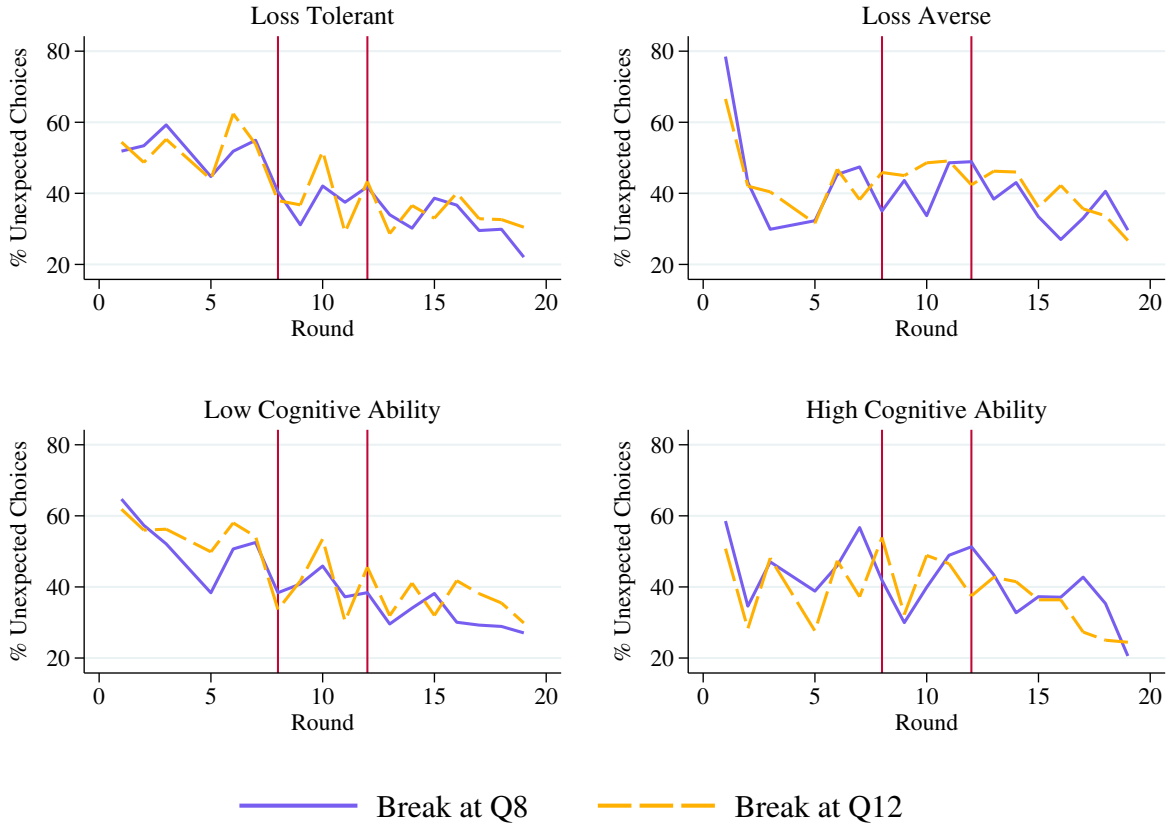 Loss Tolerant
% Unexpected Choices
80
60
40
20
0 5 10 15 20
Round
Loss Averse
% Unexpected Choices
80
60
40
20
0 5 10 15 20
Round
Low Cognitive Ability
% Unexpected Choices
80
60
40
20
0 5 10 15 20
Round
High Cognitive Ability
% Unexpected Choices
80
60
40
20
0 5 10 15 20
Round
Break at Q8 Break at Q12